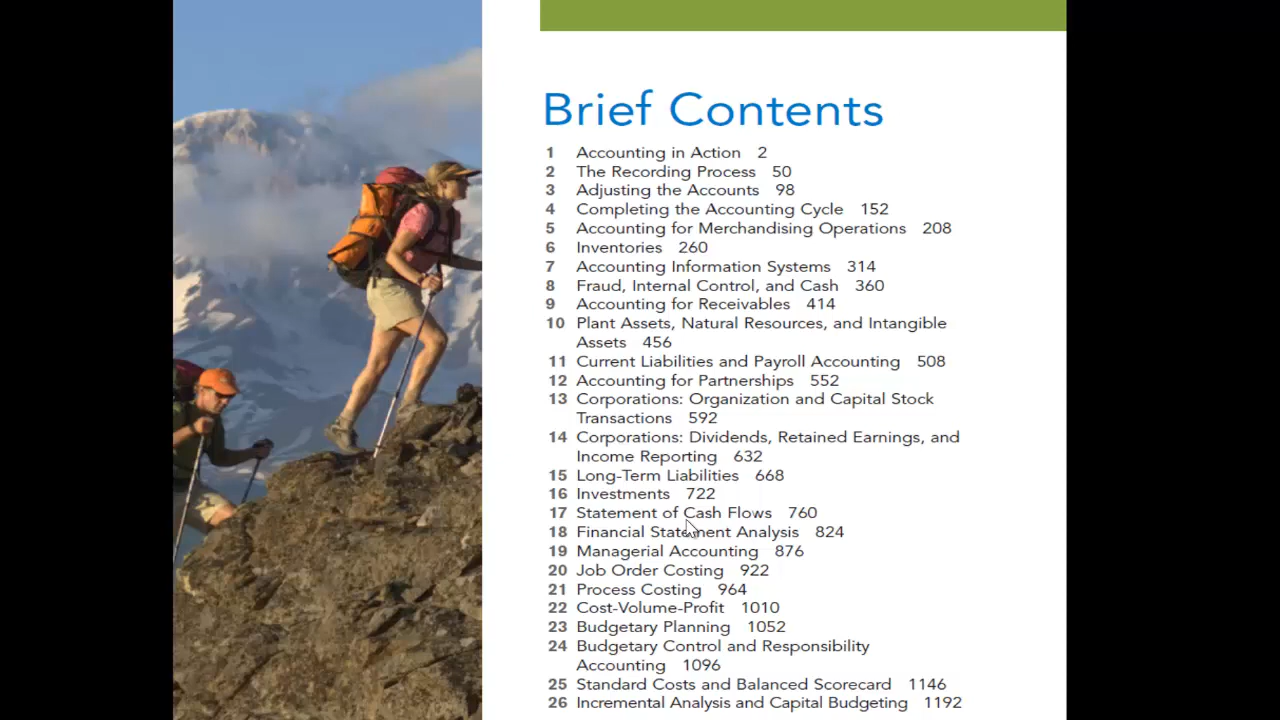 Brief Contents
1 Accounting in Action 2
2 The Recording Process 50
3 Adjusting the Accounts 98
4 Completing the Accounting Cycle 152
5 Accounting for Merchandising Operations 208
6 Inventories 260
7 Accounting Information Systems 314
8 Fraud, Internal Control, and Cash 360
9 Accounting for Receivables 414
10 Plant Assets, Natural Resources, and Intangible
Assets 456
11 Current Liabilities and Payroll Accounting 508
12 Accounting for Partnerships 552
13 Corporations: Organization and Capital Stock
Transactions 592
14 Corporations: Dividends, Retained Earnings, and
Income Reporting 632
15 Long-Term Liabilities 668
16 Investments 722
17 Statement of Cash Flows 760
18 Financial Statement Analysis 824
19 Managerial Accounting 876
20 Job Order Costing 922
21 Process Costing 964
22 Cost-Volume-Profit 1010
23 Budgetary Planning 1052
24 Budgetary Control and Responsibility
Accounting 1096
25 Standard Costs and Balanced Scorecard 1146
26 Incremental Analysis and Capital Budgeting 1192